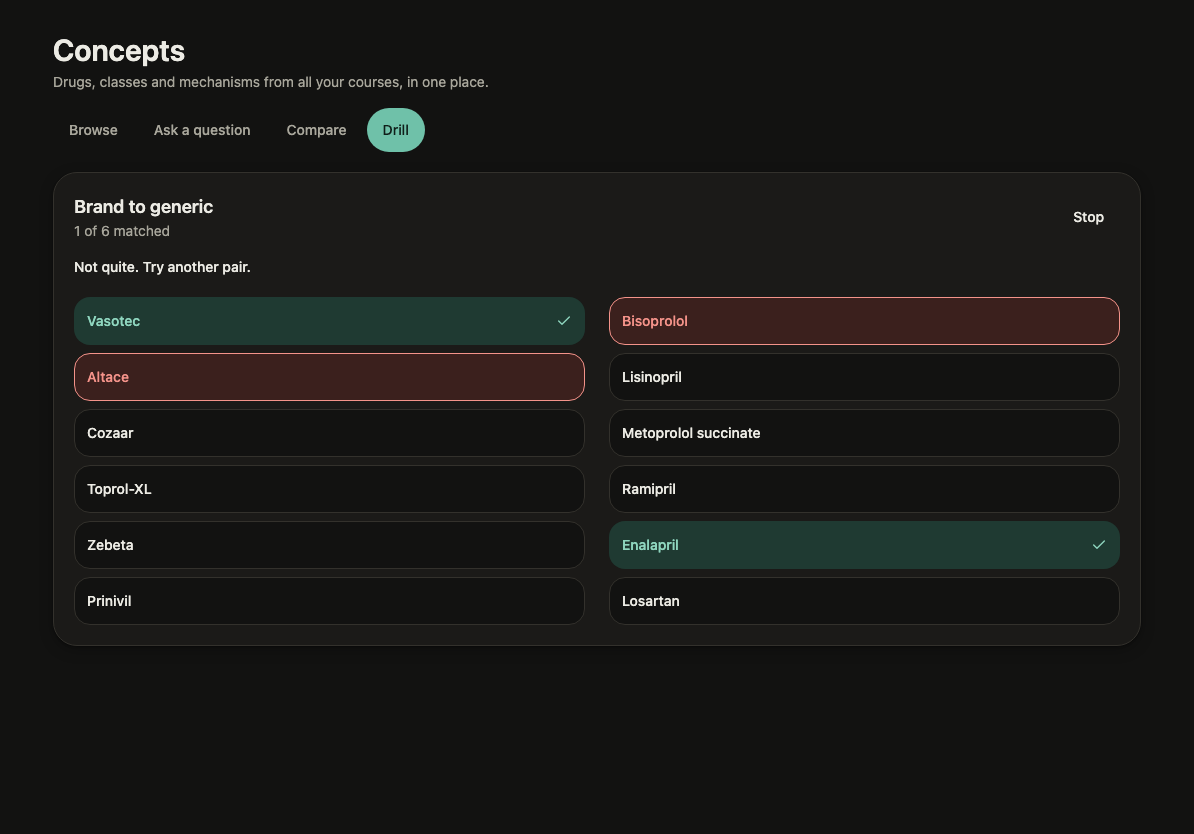 Concepts
Drugs, classes and mechanisms from all your courses, in one place.
Browse
Ask a question
Compare
Drill
Brand to generic
1 of 6 matched
Stop
Not quite. Try another pair.
Vasotec
Bisoprolol
Altace
Lisinopril
Cozaar
Metoprolol succinate
Toprol-XL
Ramipril
Zebeta
Enalapril
Prinivil
Losartan